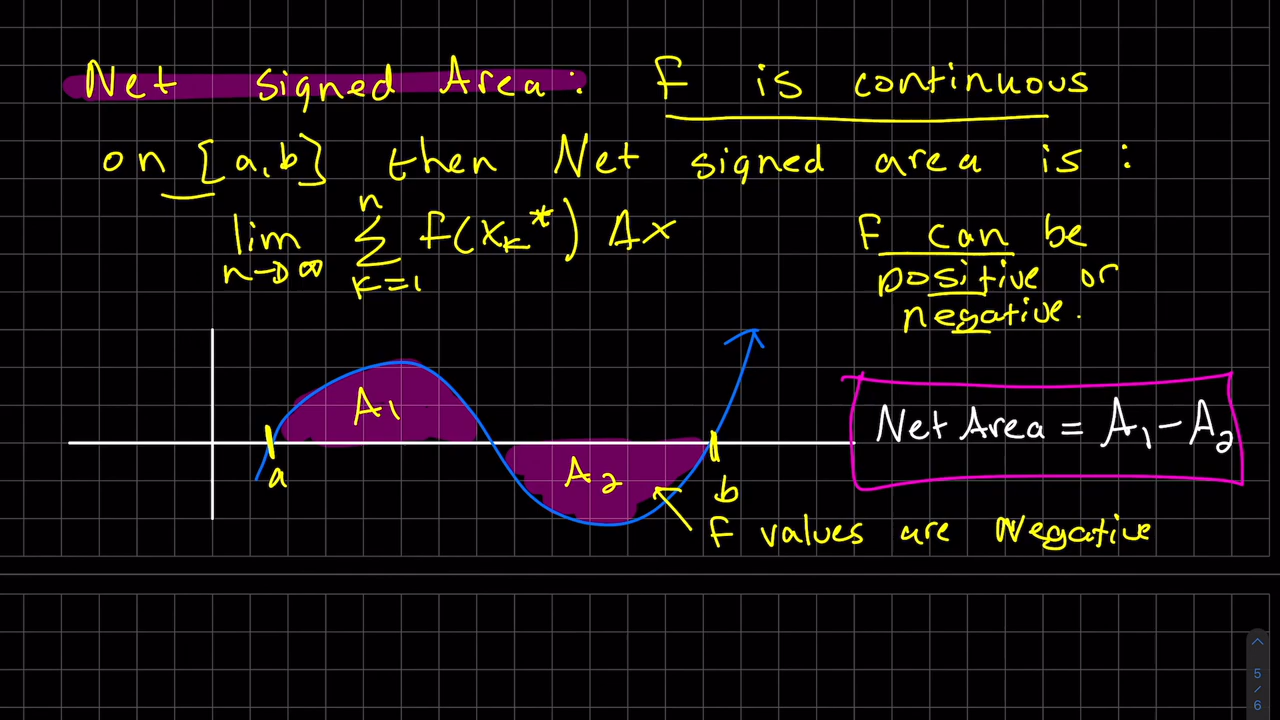 Net signed Area: F is continuous
on [a,b] then Net signed area is:
lim n→∞ n Σ k=1 f(xₖ*) Δx
F can be
positive or
negative.
A₁
Net Area = A₁ - A₂
a
A₂
b
F values are Negative
5
/
6